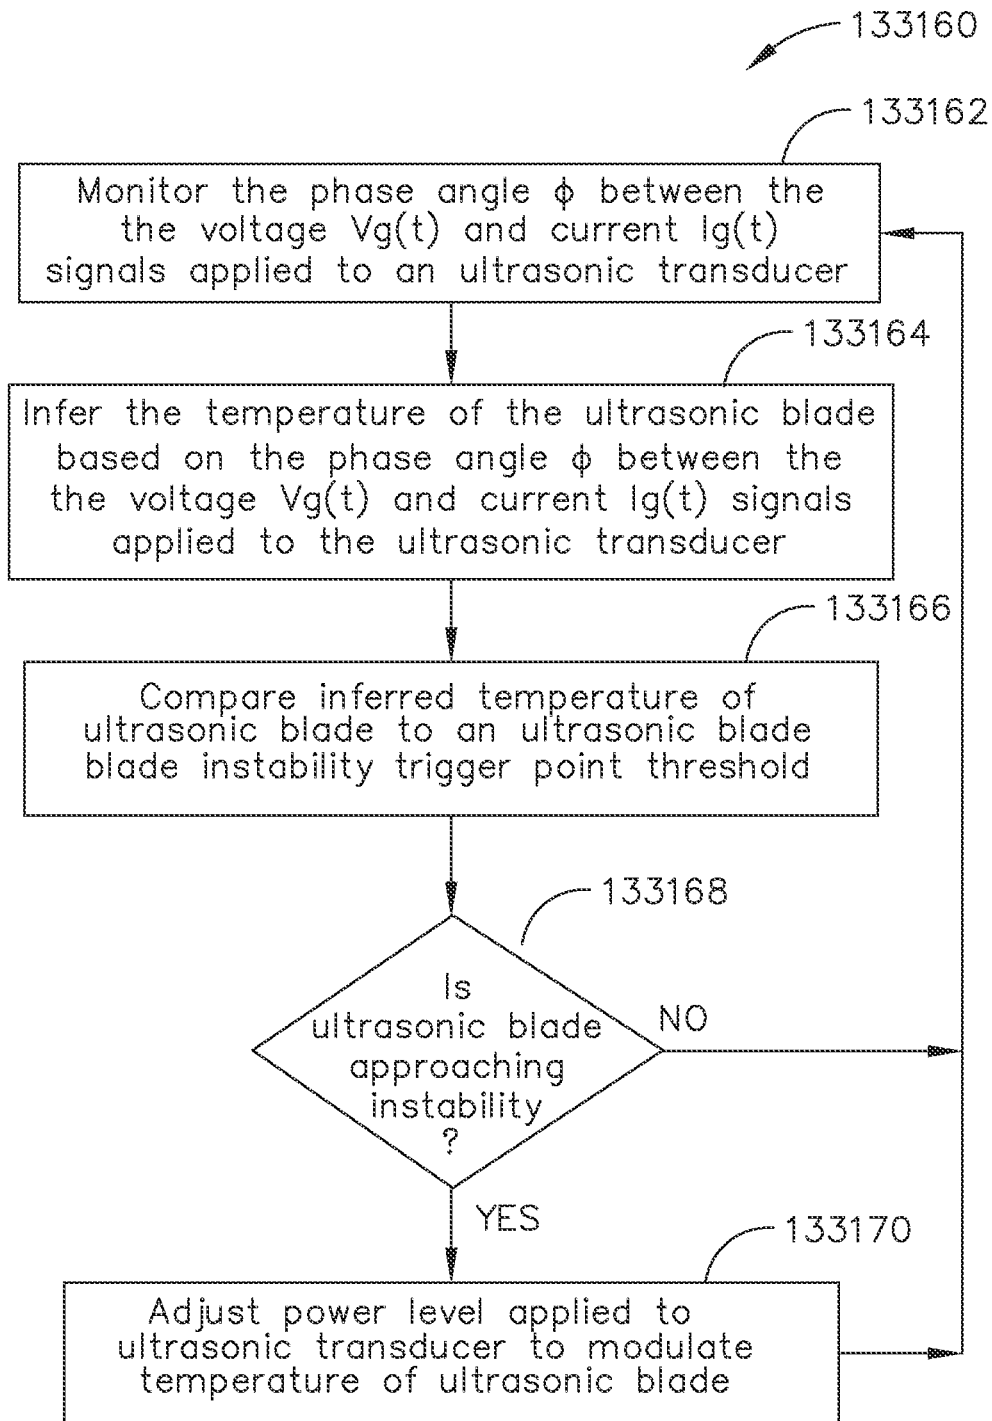 133160
133162
Monitor the phase angle ϕ between the
the voltage Vg(t) and current Ig(t)
signals applied to an ultrasonic transducer
133164
Infer the temperature of the ultrasonic blade
based on the phase angle ϕ between the
the voltage Vg(t) and current Ig(t) signals
applied to the ultrasonic transducer
133166
Compare inferred temperature of
ultrasonic blade to an ultrasonic blade
blade instability trigger point threshold
133168
Is
ultrasonic blade
approaching
instability
?
NO
YES
133170
Adjust power level applied to
ultrasonic transducer to modulate
temperature of ultrasonic blade